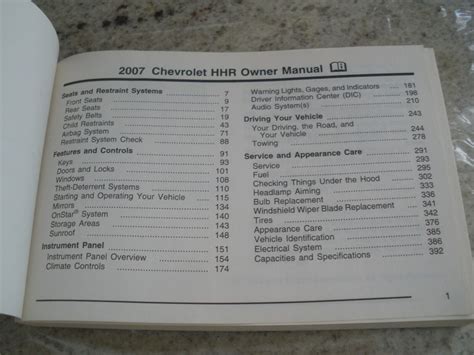 2007 Chevrolet HHR Owner Manual
Seats and Restraint Systems 7
Front Seats 9
Rear Seats 17
Safety Belts 19
Child Restraints 43
Airbag System 71
Restraint System Check 88
Features and Controls 91
Keys 93
Doors and Locks 101
Windows 108
Theft-Deterrent Systems 110
Starting and Operating Your Vehicle 115
Mirrors 134
OnStar® System 140
Storage Areas 143
Sunroof 148
Instrument Panel 151
Instrument Panel Overview 154
Climate Controls 174
Warning Lights, Gages, and Indicators 181
Driver Information Center (DIC) 198
Audio System(s) 210
Driving Your Vehicle 243
Your Driving, the Road, and
Your Vehicle 244
Towing 278
Service and Appearance Care 291
Service 293
Fuel
Checking Things Under the Hood 302
Headlamp Aiming 332
Bulb Replacement 336
Windshield Wiper Blade Replacement 341
Tires 342
Appearance Care 376
Vehicle Identification 385
Electrical System 386
Capacities and Specifications 392
1